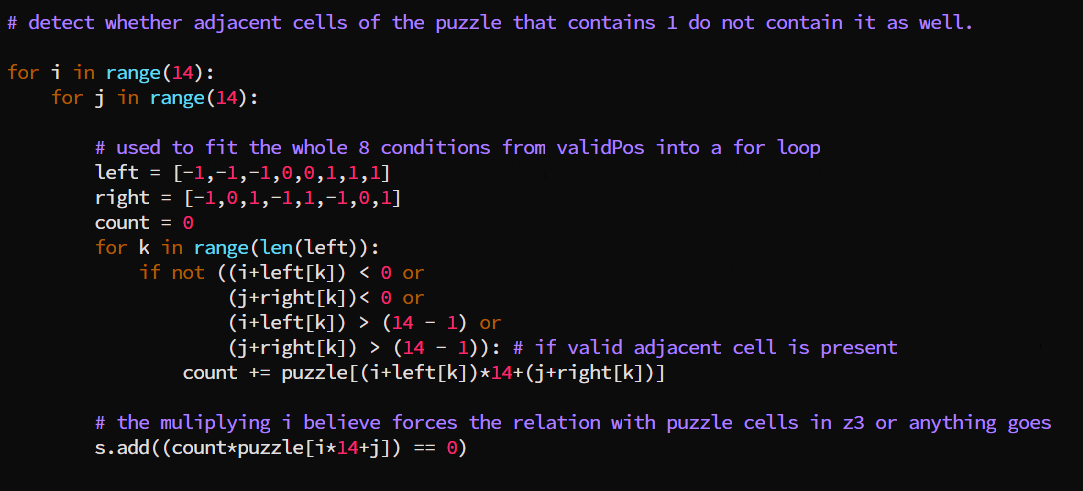 # detect whether adjacent cells of the puzzle that contains 1 do not contain it as well.
for i in range(14):
for j in range(14):
# used to fit the whole 8 conditions from validPos into a for loop
left = [-1,-1,-1,0,0,1,1,1]
right = [-1,0,1,-1,1,-1,0,1]
count = 0
for k in range(len(left)):
if not ((i+left[k]) < 0 or
(j+right[k])< 0 or
(i+left[k]) > (14 - 1) or
(j+right[k]) > (14 - 1)): # if valid adjacent cell is present
count += puzzle[(i+left[k])*14+(j+right[k])]
# the muliplying i believe forces the relation with puzzle cells in z3 or anything goes
s.add((count*puzzle[i*14+j]) == 0)